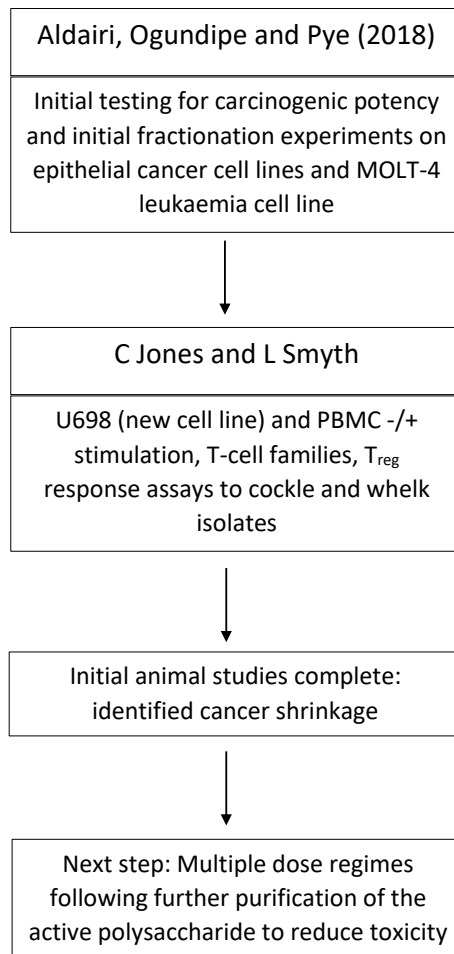 Aldairi, Ogundipe and Pye (2018)
Initial testing for carcinogenic potency
and initial fractionation experiments on
epithelial cancer cell lines and MOLT-4
leukaemia cell line
C Jones and L Smyth
U698 (new cell line) and PBMC -/+
stimulation, T-cell families, Treg
response assays to cockle and whelk
isolates
Initial animal studies complete:
identified cancer shrinkage
Next step: Multiple dose regimes
following further purification of the
active polysaccharide to reduce toxicity